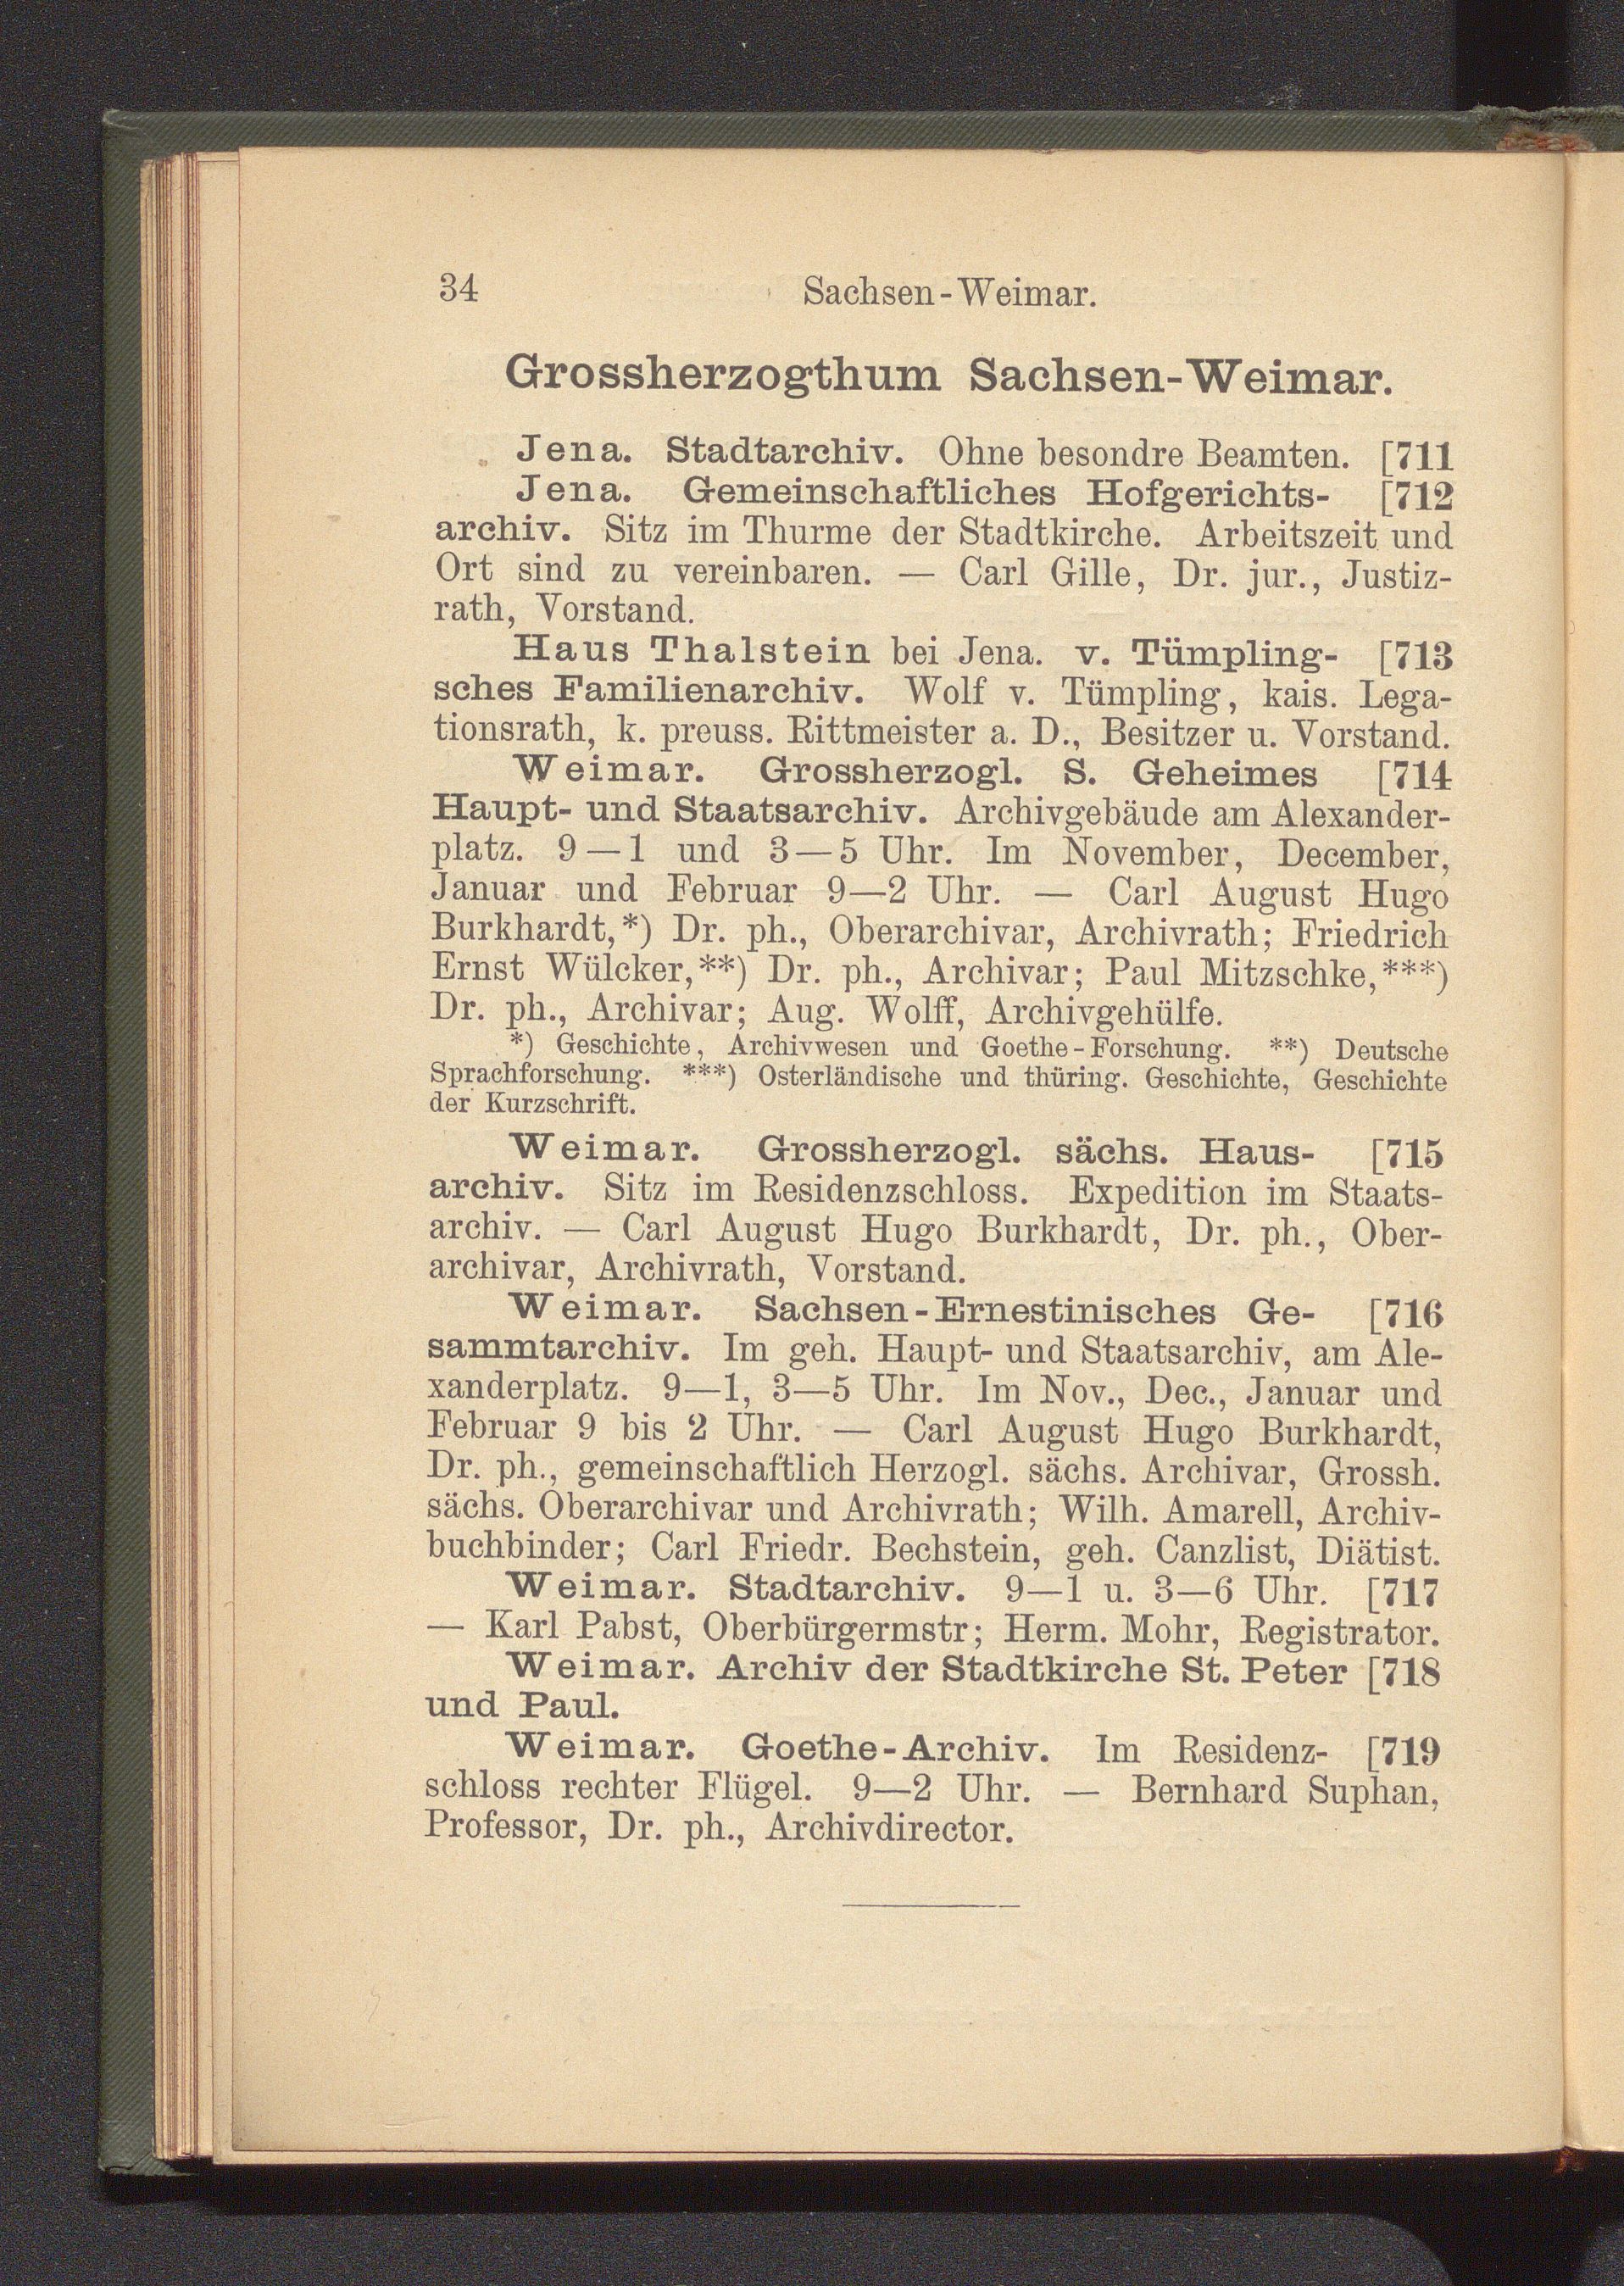 34
Sachsen-Weimar.
Grossherzogthum Sachsen-Weimar.
Jena. Stadtarchiv. Ohne besondre Beamten. [711
Jena. Gemeinschaftliches Hofgerichts- [712
archiv. Sitz im Thurme der Stadtkirche. Arbeitszeit und
Ort sind zu vereinbaren. — Carl Gille, Dr. jur., Justiz-
rath, Vorstand.
Haus Thalstein bei Jena. v. Tümpling- [713
sches Familienarchiv. Wolf v. Tümpling, kais. Lega-
tionsrath, k. preuss. Rittmeister a. D., Besitzer u. Vorstand.
Weimar. Grossherzogl. S. Geheimes [714
Haupt- und Staatsarchiv. Archivgebäude am Alexander-
platz. 9—1 und 3—5 Uhr. Im November, December,
Januar und Februar 9—2 Uhr. — Carl August Hugo
Burkhardt,*) Dr. ph., Oberarchivar, Archivrath; Friedrich
Ernst Wülcker,**) Dr. ph., Archivar; Paul Mitzschke,***)
Dr. ph., Archivar; Aug. Wolff, Archivgehülfe.
*) Geschichte, Archivwesen und Goethe-Forschung. **) Deutsche
Sprachforschung. ***) Osterländische und thüring. Geschichte, Geschichte
der Kurzschrift.
Weimar. Grossherzogl. sächs. Haus- [715
archiv. Sitz im Residenzschloss. Expedition im Staats-
archiv. — Carl August Hugo Burkhardt, Dr. ph., Ober-
archivar, Archivrath, Vorstand.
Weimar. Sachsen-Ernestinisches Ge- [716
sammtarchiv. Im geh. Haupt- und Staatsarchiv, am Ale-
xanderplatz. 9—1, 3—5 Uhr. Im Nov., Dec., Januar und
Februar 9 bis 2 Uhr. — Carl August Hugo Burkhardt,
Dr. ph., gemeinschaftlich Herzogl. sächs. Archivar, Grossh.
sächs. Oberarchivar und Archivrath; Wilh. Amarell, Archiv-
buchbinder; Carl Friedr. Bechstein, geh. Canzlist, Diätist.
Weimar. Stadtarchiv. 9—1 u. 3—6 Uhr. [717
— Karl Pabst, Oberbürgermstr; Herm. Mohr, Registrator.
Weimar. Archiv der Stadtkirche St. Peter [718
und Paul.
Weimar. Goethe-Archiv. Im Residenz- [719
schloss rechter Flügel. 9—2 Uhr. — Bernhard Suphan,
Professor, Dr. ph., Archivdirector.